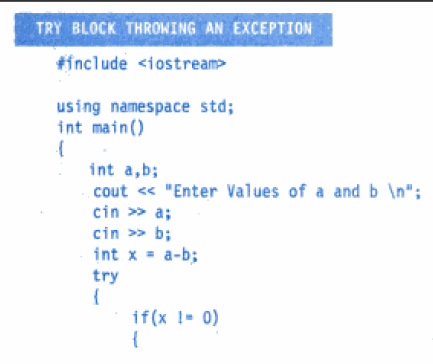 TRY BLOCK THROWING AN EXCEPTION
#include <iostream>
using namespace std;
int main()
{
int a,b;
cout << "Enter Values of a and b \n";
cin >> a;
cin >> b;
int x = a-b;
try
{
if(x != 0)
{